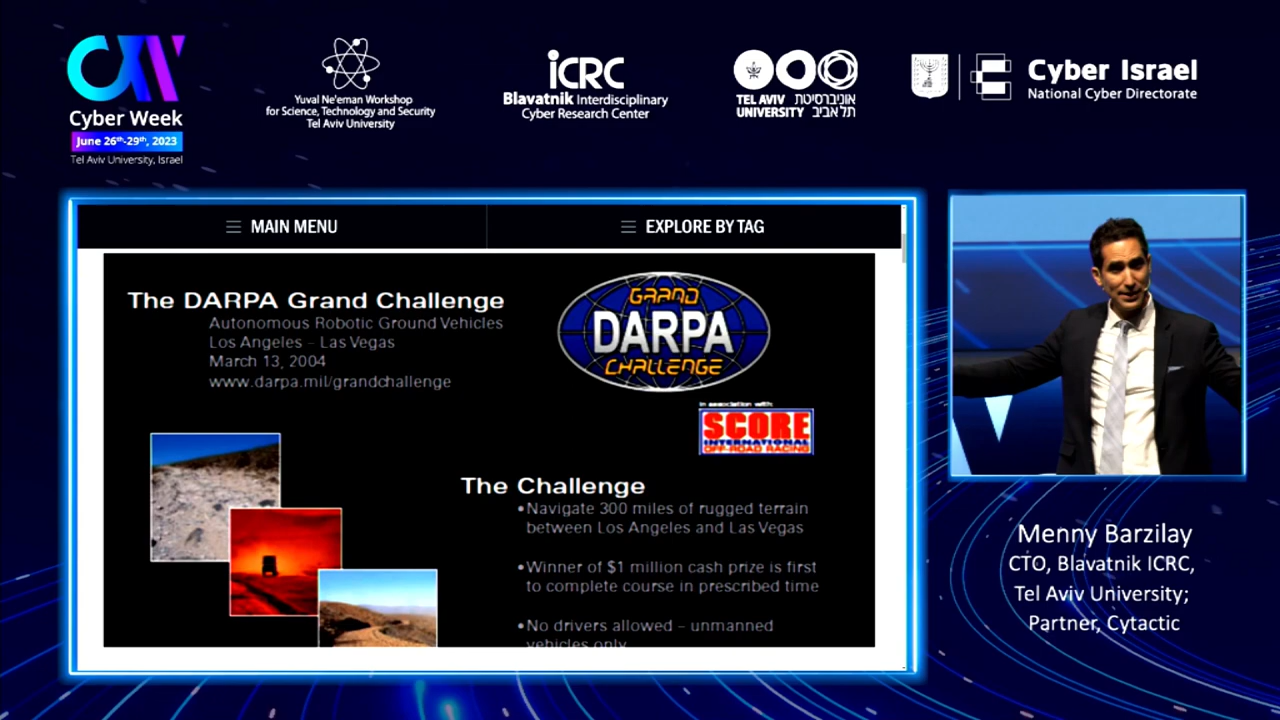 Cyber Week
June 26th-29th, 2023
Tel Aviv University, Israel
Yuval Ne'eman Workshop
for Science, Technology and Security
Tel Aviv University
iCRC
Blavatnik Interdisciplinary
Cyber Research Center
TEL AVIV אוניברסיטת
UNIVERSITY תל אביב
Cyber Israel
National Cyber Directorate
MAIN MENU
EXPLORE BY TAG
The DARPA Grand Challenge
Autonomous Robotic Ground Vehicles
Los Angeles – Las Vegas
March 13, 2004
www.darpa.mil/grandchallenge
GRAND
DARPA
CHALLENGE
in association with:
SCORE
INTERNATIONAL
OFF-ROAD RACING
The Challenge
•Navigate 300 miles of rugged terrain
between Los Angeles and Las Vegas
•Winner of $1 million cash prize is first
to complete course in prescribed time
•No drivers allowed – unmanned
vehicles only
Menny Barzilay
CTO, Blavatnik ICRC,
Tel Aviv University;
Partner, Cytactic